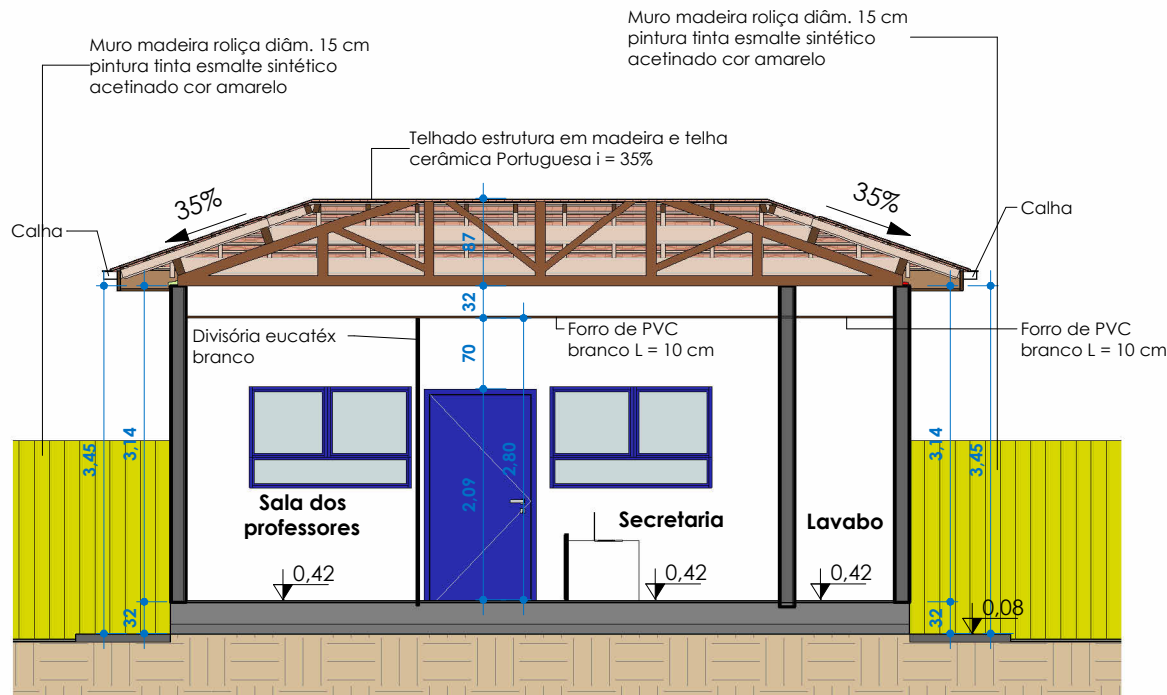 Muro madeira roliça diâm. 15 cm
pintura tinta esmalte sintético
acetinado cor amarelo
Muro madeira roliça diâm. 15 cm
pintura tinta esmalte sintético
acetinado cor amarelo
Telhado estrutura em madeira e telha
cerâmica Portuguesa i = 35%
35%
35%
Calha
Calha
87
32
Divisória eucatéx
branco
70
Forro de PVC
branco L = 10 cm
Forro de PVC
branco L = 10 cm
3,45
3,14
2,09
2,80
3,14
3,45
Sala dos
professores
Secretaria
Lavabo
0,42
0,42
0,42
32
32
0,08